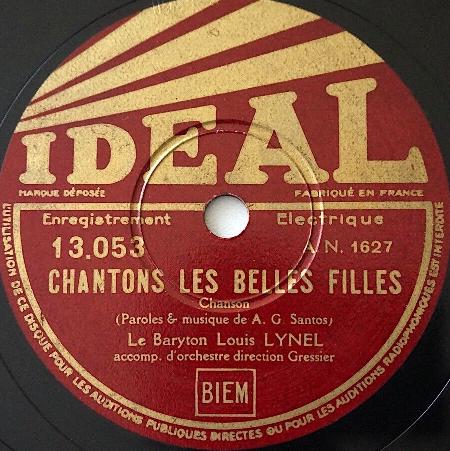 IDEAL
MARQUE DÉPOSÉE
FABRIQUÉ EN FRANCE
Enregistrement Electrique
13.053
A N. 1627
CHANTONS LES BELLES FILLES
Chanson
(Paroles & musique de A. G. Santos)
Le Baryton Louis LYNEL
accomp. d'orchestre direction Gressier
BIEM
L'UTILISATION DE CE DISQUE POUR LES AUDITIONS PUBLIQUES DIRECTES OU POUR LES AUDITIONS RADIOPHONIQUES EST INTERDITE